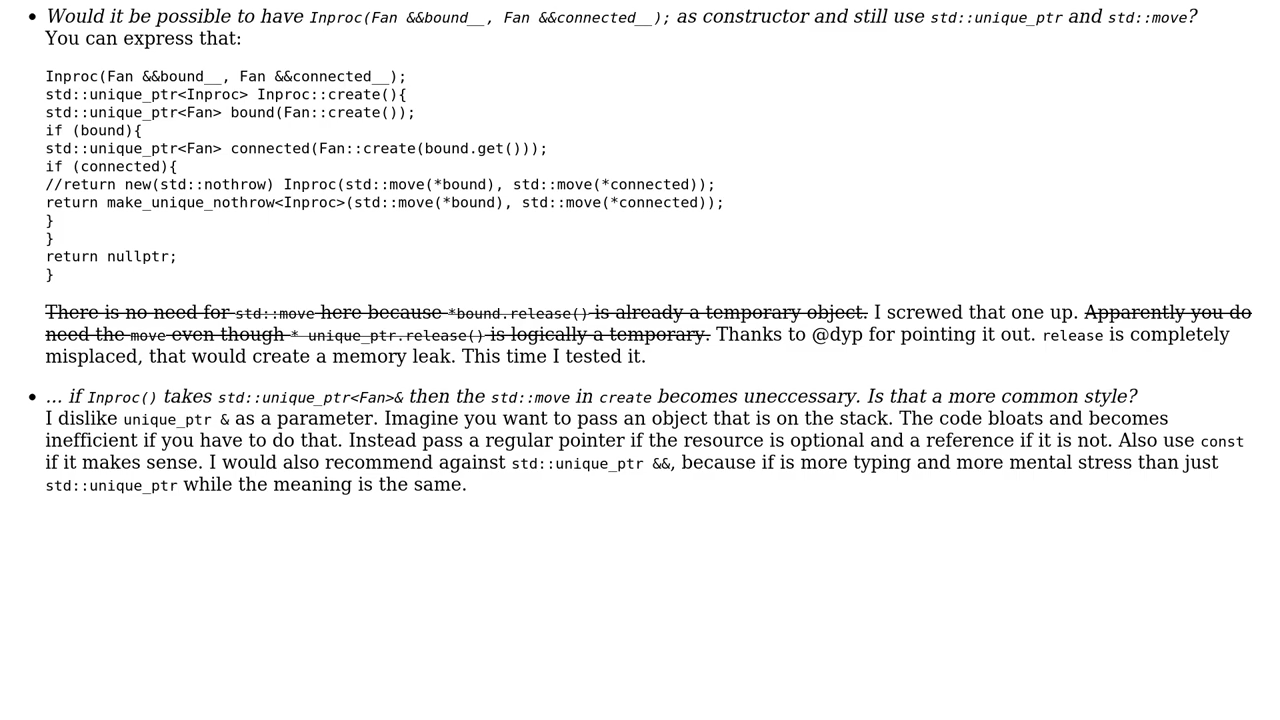 Would it be possible to have Inproc(Fan &&bound__, Fan &&connected__); as constructor and still use std::unique_ptr and std::move?
You can express that:
Inproc(Fan &&bound__, Fan &&connected__);
std::unique_ptr<Inproc> Inproc::create(){
std::unique_ptr<Fan> bound(Fan::create());
if (bound){
std::unique_ptr<Fan> connected(Fan::create(bound.get()));
if (connected){
//return new(std::nothrow) Inproc(std::move(*bound), std::move(*connected));
return make_unique_nothrow<Inproc>(std::move(*bound), std::move(*connected));
}
}
return nullptr;
}
There is no need for std::move here because *bound.release() is already a temporary object. I screwed that one up. Apparently you do
need the move even though * unique_ptr.release() is logically a temporary. Thanks to @dyp for pointing it out. release is completely
misplaced, that would create a memory leak. This time I tested it.
... if Inproc() takes std::unique_ptr<Fan>& then the std::move in create becomes uneccessary. Is that a more common style?
I dislike unique_ptr & as a parameter. Imagine you want to pass an object that is on the stack. The code bloats and becomes
inefficient if you have to do that. Instead pass a regular pointer if the resource is optional and a reference if it is not. Also use const
if it makes sense. I would also recommend against std::unique_ptr &&, because if is more typing and more mental stress than just
std::unique_ptr while the meaning is the same.